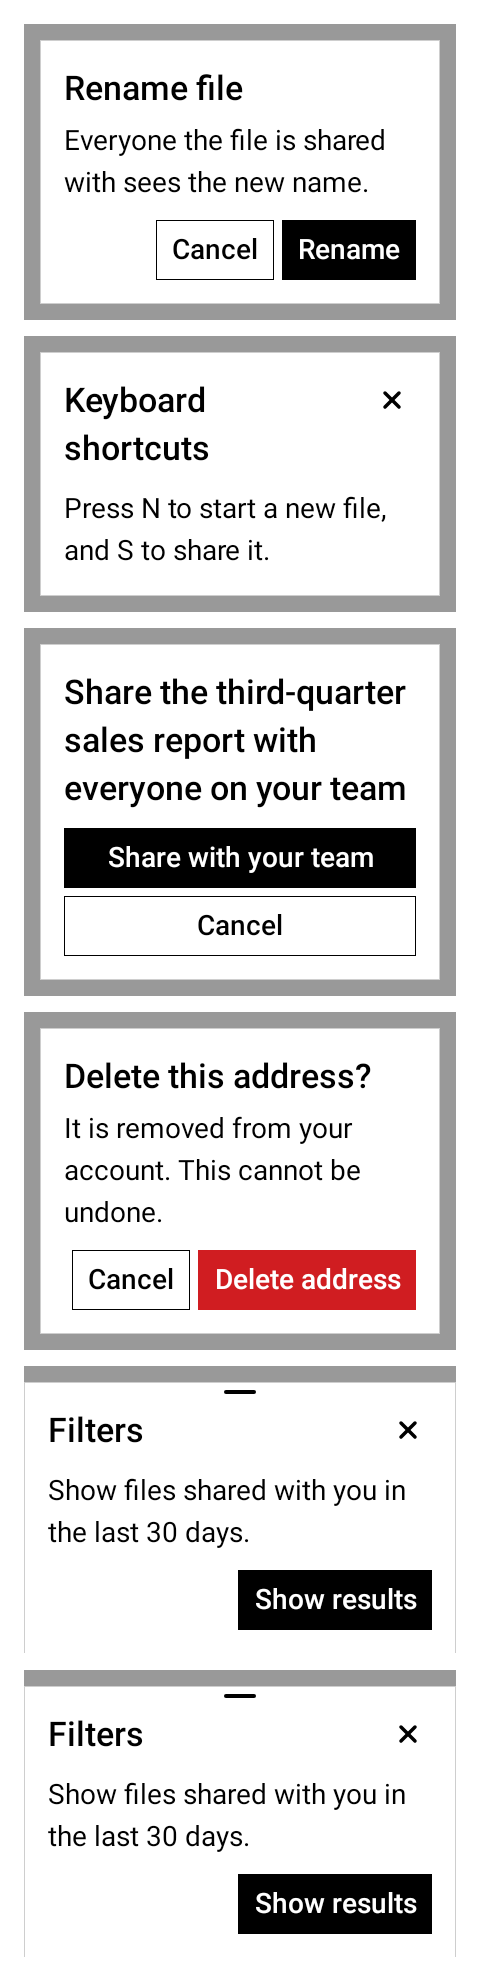 Rename file
Everyone the file is shared
with sees the new name.
Cancel Rename
Keyboard
shortcuts
Press N to start a new file,
and S to share it.
Share the third-quarter
sales report with
everyone on your team
Share with your team
Cancel
Delete this address?
It is removed from your
account. This cannot be
undone.
Cancel Delete address
Filters
Show files shared with you in
the last 30 days.
Show results
Filters
Show files shared with you in
the last 30 days.
Show results